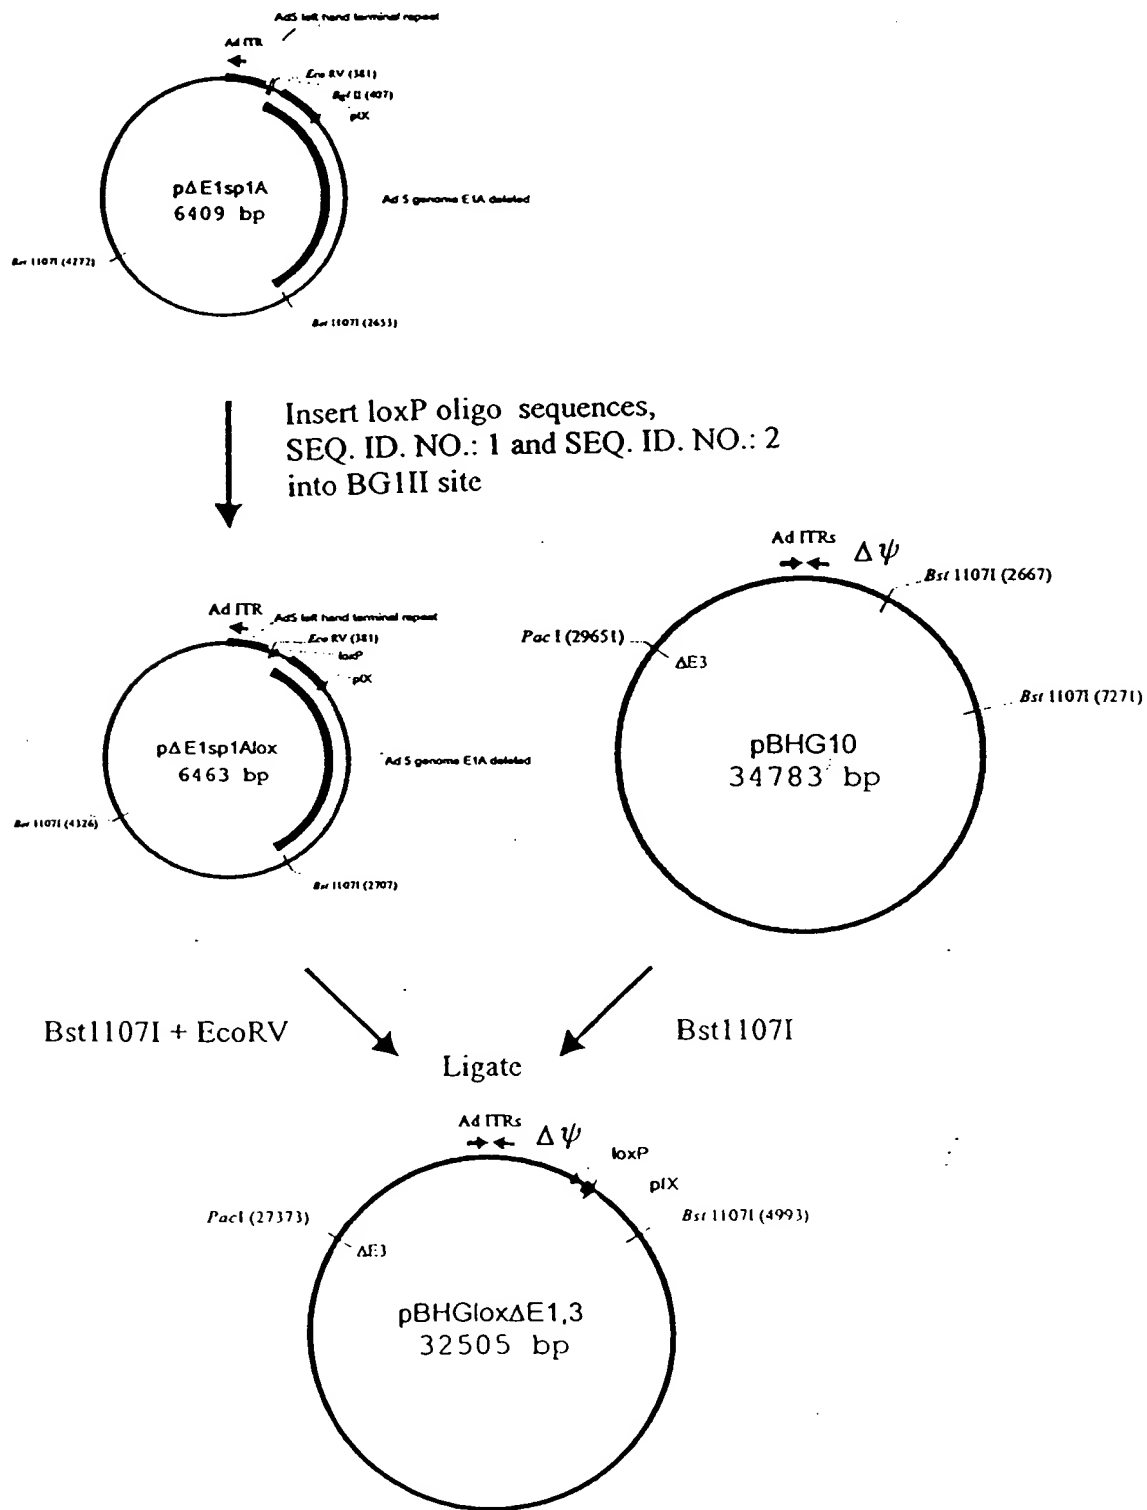 Ad5 left hand terminal repeat
Ad ITR
Eco RV (381)
Bgl II (407)
pIX
pΔE1sp1A
6409 bp
Ad 5 genome E1A deleted
Bst 1107I (4272)
Bst 1107I (2653)
Insert loxP oligo sequences,
SEQ. ID. NO.: 1 and SEQ. ID. NO.: 2
into BG1II site
Ad ITRs
Δψ
Bst 1107I (2667)
Pac I (29651)
ΔE3
Bst 1107I (7271)
pBHG10
34783 bp
Ad ITR
Ad5 left hand terminal repeat
Eco RV (381)
loxP
pIX
pΔE1sp1Alox
6463 bp
Ad 5 genome E1A deleted
Bst 1107I (4326)
Bst 1107I (2707)
Bst1107I + EcoRV
Bst1107I
Ligate
Ad ITRs
Δψ
loxP
pIX
PacI (27373)
Bst 1107I (4993)
ΔE3
pBHGloxΔE1,3
32505 bp